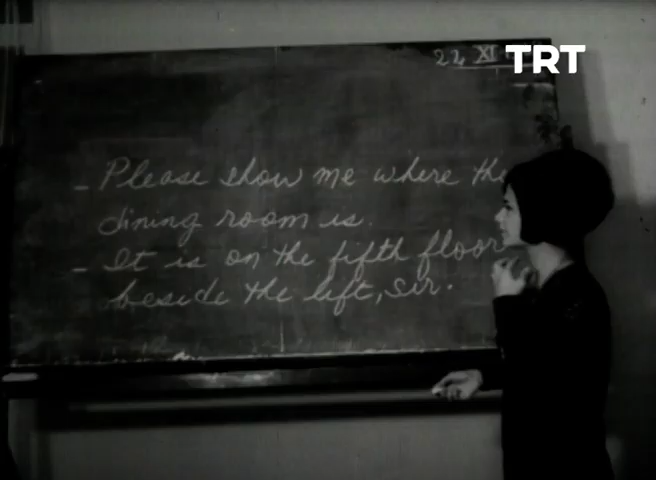 22 XI
TRT
- Please show me where the
dining room is.
- It is on the fifth floor
beside the lift, Sir.